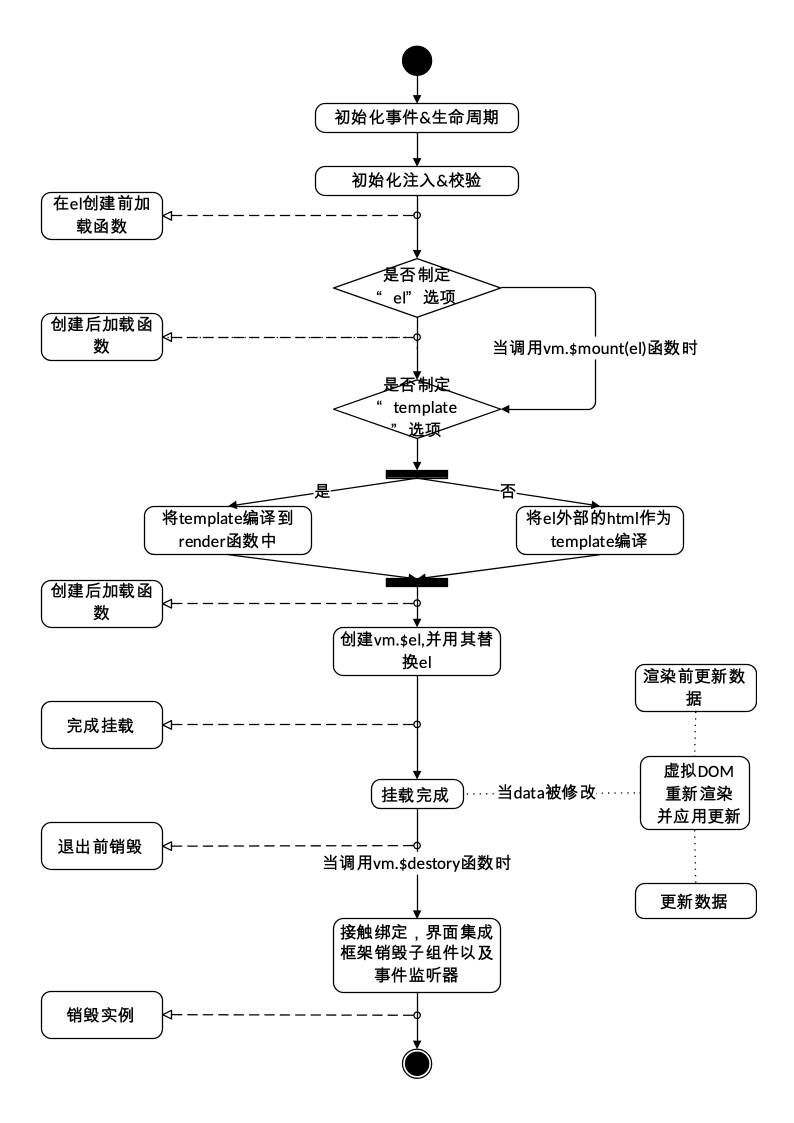 初始化事件&生命周期
初始化注入&校验
在el创建前加
载函数
是否制定
“el”选项
创建后加载函
数
当调用vm.$mount(el)函数时
是否制定
“template
”选项
是
否
将template编译到
render函数中
将el外部的html作为
template编译
创建后加载函
数
创建vm.$el,并用其替
换el
渲染前更新数
据
完成挂载
虚拟DOM
重新渲染
并应用更新
挂载完成
当data被修改
退出前销毁
当调用vm.$destory函数时
更新数据
接触绑定，界面集成
框架销毁子组件以及
事件监听器
销毁实例